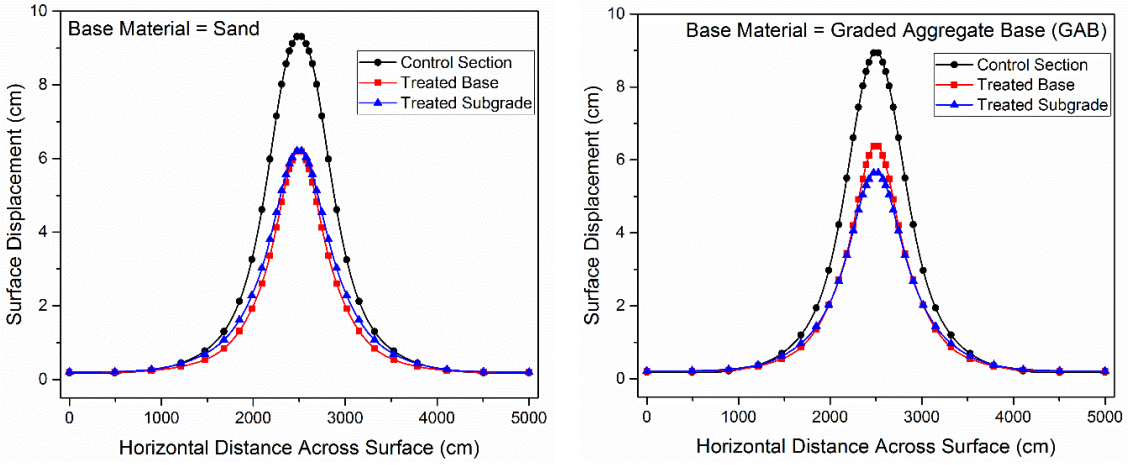 Base Material = Sand
Control Section
Treated Base
Treated Subgrade
Surface Displacement (cm)
10
8
6
4
2
0
0
1000
2000
3000
4000
5000
Horizontal Distance Across Surface (cm)
Base Material = Graded Aggregate Base (GAB)
Control Section
Treated Base
Treated Subgrade
Surface Displacement (cm)
10
8
6
4
2
0
0
1000
2000
3000
4000
5000
Horizontal Distance Across Surface (cm)